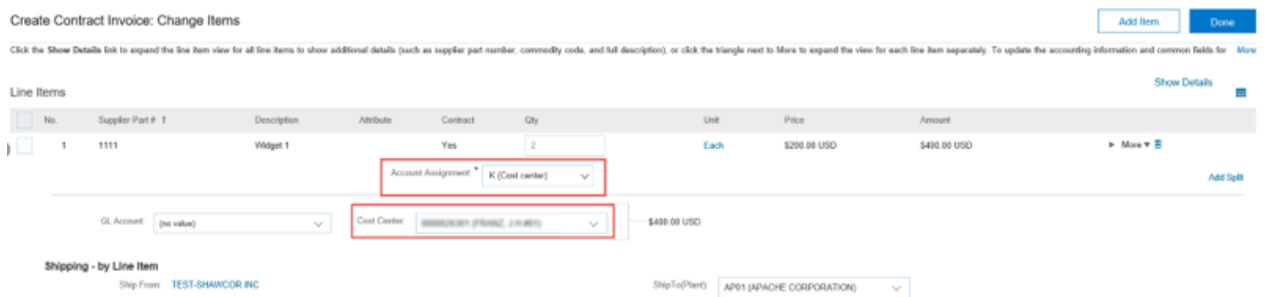 Create Contract Invoice: Change Items
Add Item
Done
Click the Show Details link to expand the line item view for all line items to show additional details (such as supplier part number, commodity code, and full description), or click the triangle next to More to expand the view for each line item separately. To update the accounting information and common fields for More
Show Details
Line Items
No. Supplier Part # ↑ Description Attribute Contract Qty Unit Price Amount
1 1111 Widget 1 Yes 2 Each $200.00 USD $400.00 USD More
Account Assignment: * K (Cost center)
Add Split
GL Account: (no value) Cost Center: $400.00 USD
Shipping - by Line Item
Ship From: TEST-SHAWCOR INC ShipTo(Plant): AP01 (APACHE CORPORATION)